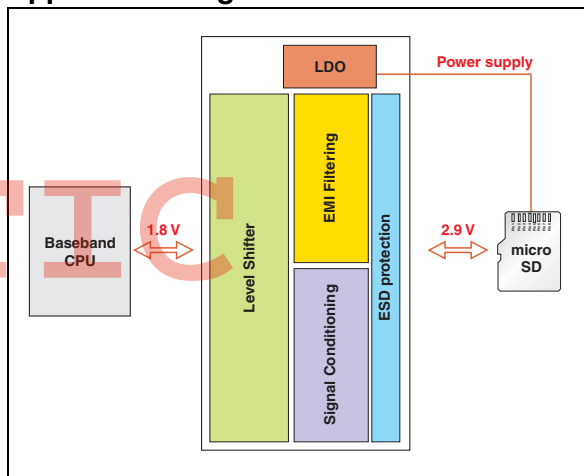 LDO
Power supply
Level Shifter
EMI Filtering
Signal Conditioning
ESD protection
Baseband
CPU
1.8 V
2.9 V
micro
SD
TIC